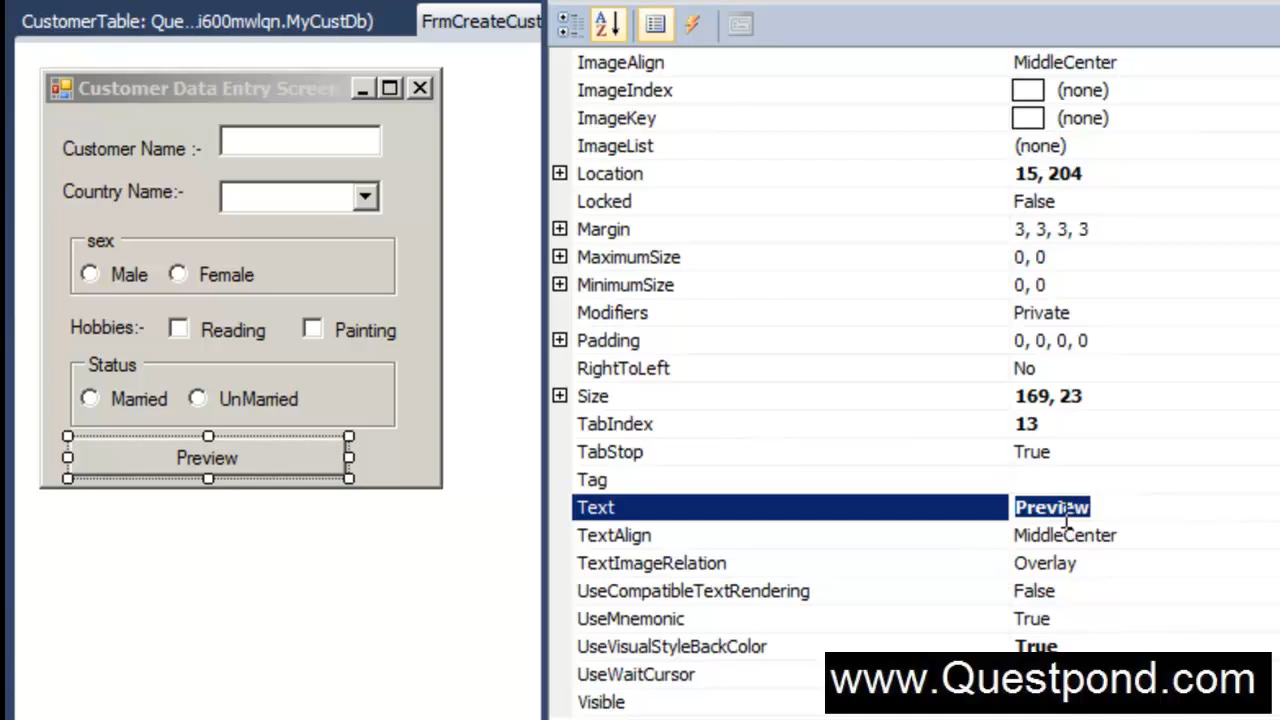 CustomerTable: Que...i600mwlqn.MyCustDb)
FrmCreateCust
Customer Data Entry Screen
Customer Name :-
Country Name:-
sex
Male Female
Hobbies:- Reading Painting
Status
Married UnMarried
Preview
A
Z
ImageAlign MiddleCenter
ImageIndex (none)
ImageKey (none)
ImageList (none)
Location 15, 204
Locked False
Margin 3, 3, 3, 3
MaximumSize 0, 0
MinimumSize 0, 0
Modifiers Private
Padding 0, 0, 0, 0
RightToLeft No
Size 169, 23
TabIndex 13
TabStop True
Tag
Text Preview
TextAlign MiddleCenter
TextImageRelation Overlay
UseCompatibleTextRendering False
UseMnemonic True
UseVisualStyleBackColor True
UseWaitCursor
Visible
www.Questpond.com